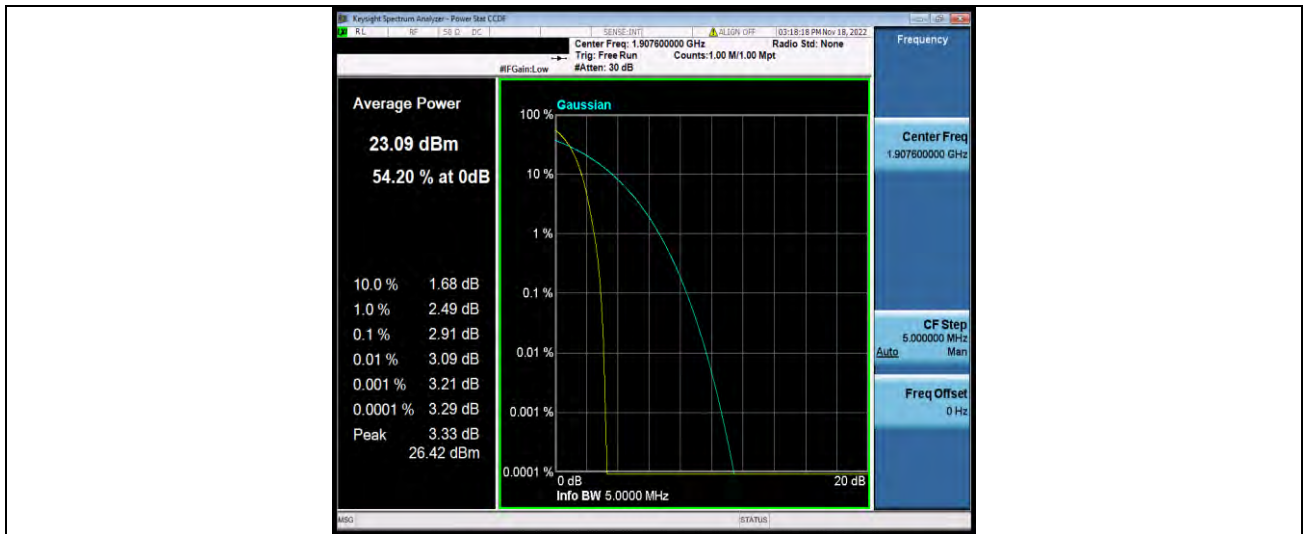 Keysight Spectrum Analyzer - Power Stat CCDF
RL RF 50 Ω DC SENSE:INT ALIGN OFF 03:18:18 PM Nov 18, 2022
Center Freq: 1.907600000 GHz Radio Std: None
Trig: Free Run Counts:1.00 M/1.00 Mpt
#IFGain:Low #Atten: 30 dB
Frequency
Average Power
23.09 dBm
54.20 % at 0dB
10.0 % 1.68 dB
1.0 % 2.49 dB
0.1 % 2.91 dB
0.01 % 3.09 dB
0.001 % 3.21 dB
0.0001 % 3.29 dB
Peak 3.33 dB
26.42 dBm
Gaussian
100 %
10 %
1 %
0.1 %
0.01 %
0.001 %
0.0001 %
0 dB 20 dB
Info BW 5.0000 MHz
Center Freq
1.907600000 GHz
CF Step
5.000000 MHz
Auto Man
Freq Offset
0 Hz
MSG STATUS